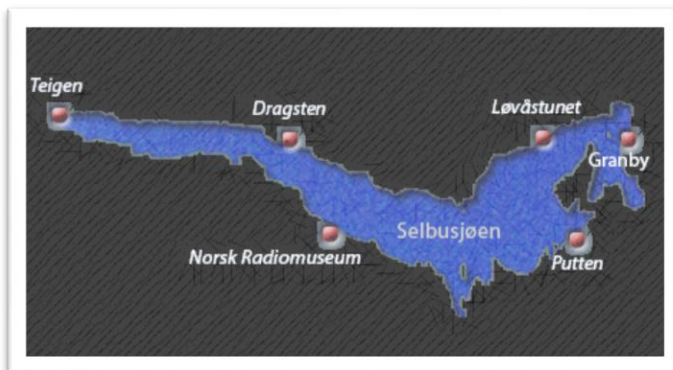 Teigen
Dragsten
Løvåstunet
Granby
Selbusjøen
Norsk Radiomuseum
Putten